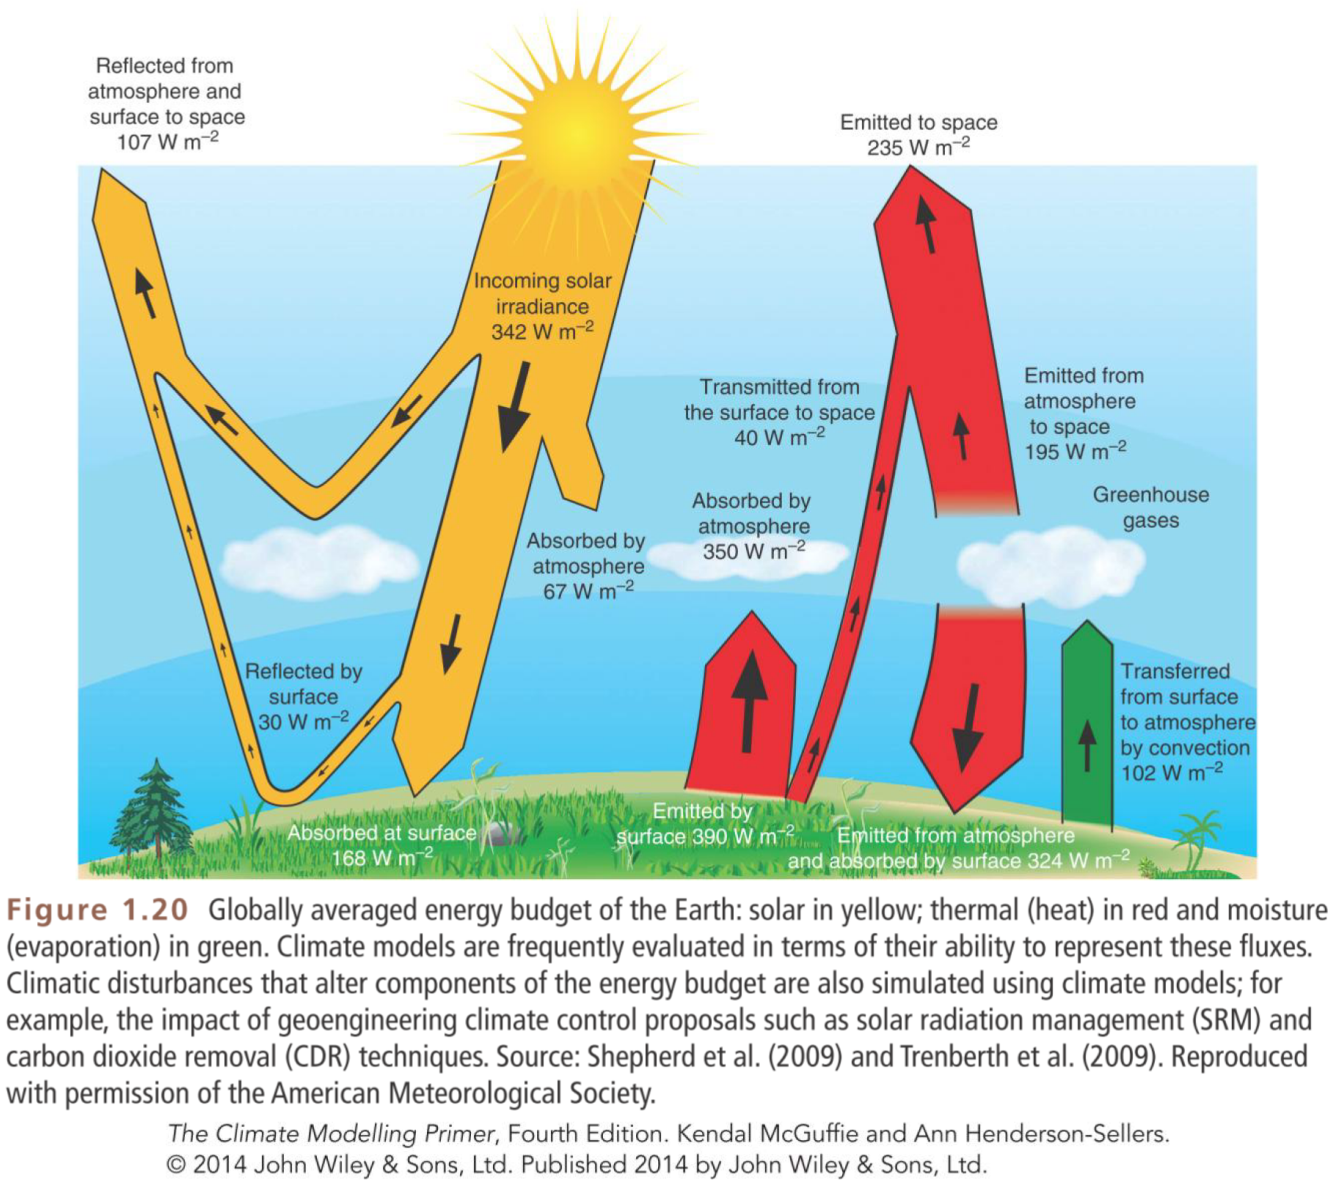 Reflected from
atmosphere and
surface to space
107 W m⁻²
Emitted to space
235 W m⁻²
Incoming solar
irradiance
342 W m⁻²
Transmitted from
the surface to space
40 W m⁻²
Emitted from
atmosphere
to space
195 W m⁻²
Greenhouse
gases
Absorbed by
atmosphere
350 W m⁻²
Absorbed by
atmosphere
67 W m⁻²
Reflected by
surface
30 W m⁻²
Transferred
from surface
to atmosphere
by convection
102 W m⁻²
Absorbed at surface
168 W m⁻²
Emitted by
surface 390 W m⁻²
Emitted from atmosphere
and absorbed by surface 324 W m⁻²
Figure 1.20 Globally averaged energy budget of the Earth: solar in yellow; thermal (heat) in red and moisture
(evaporation) in green. Climate models are frequently evaluated in terms of their ability to represent these fluxes.
Climatic disturbances that alter components of the energy budget are also simulated using climate models; for
example, the impact of geoengineering climate control proposals such as solar radiation management (SRM) and
carbon dioxide removal (CDR) techniques. Source: Shepherd et al. (2009) and Trenberth et al. (2009). Reproduced
with permission of the American Meteorological Society.
The Climate Modelling Primer, Fourth Edition. Kendal McGuffie and Ann Henderson-Sellers.
© 2014 John Wiley & Sons, Ltd. Published 2014 by John Wiley & Sons, Ltd.